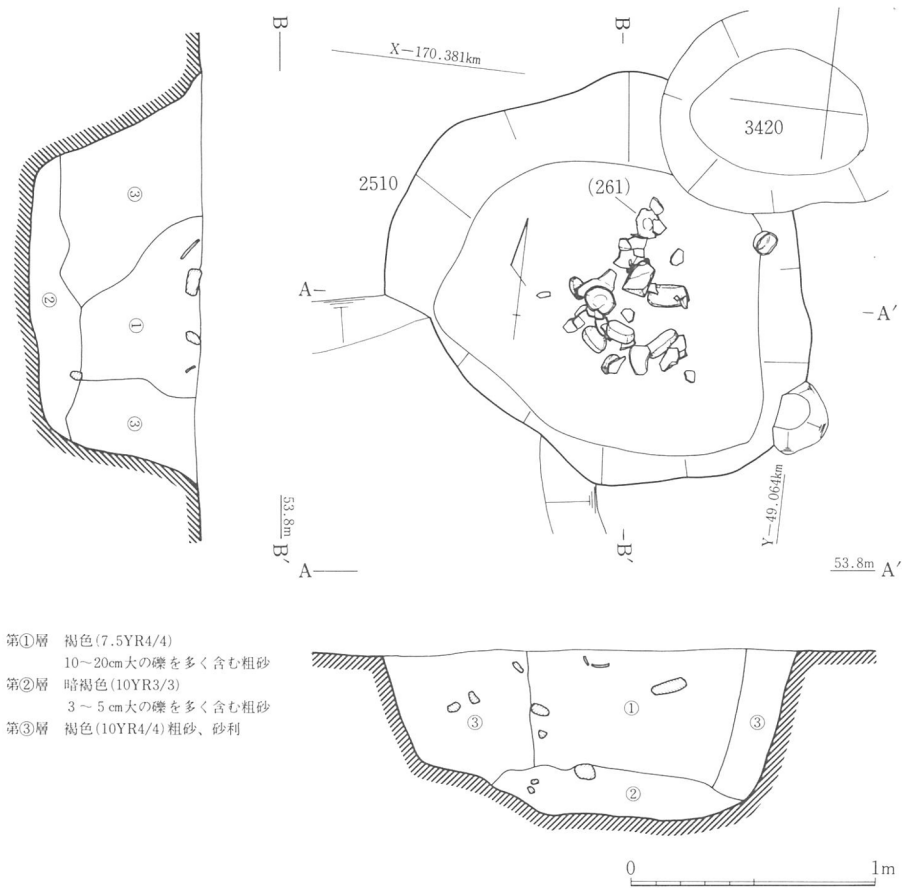 B
X−170.381km
B
3420
2510
(261)
A
A′
③
②
①
③
Y−49.064km
53.8m
B′
B′
A
53.8m
A′
第①層 褐色(7.5YR4/4)
10〜20cm大の礫を多く含む粗砂
第②層 暗褐色(10YR3/3)
3〜5cm大の礫を多く含む粗砂
第③層 褐色(10YR4/4)粗砂、砂利
③
①
③
②
0
1m